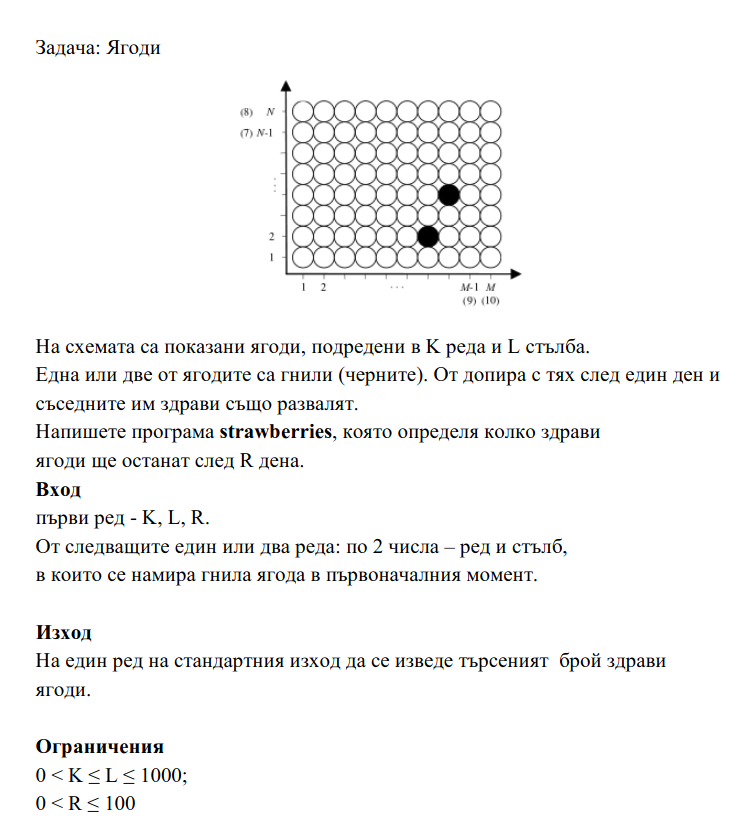 Задача: Ягоди
(8) N
(7) N-1
...
2
1
1 2 ... M-1 M
(9) (10)
На схемата са показани ягоди, подредени в K реда и L стълба.
Една или две от ягодите са гнили (черните). От допира с тях след един ден и
съседните им здрави също развалят.
Напишете програма strawberries, която определя колко здрави
ягоди ще останат след R дена.
Вход
първи ред - K, L, R.
От следващите един или два реда: по 2 числа – ред и стълб,
в които се намира гнила ягода в първоначалния момент.
Изход
На един ред на стандартния изход да се изведе търсеният брой здрави
ягоди.
Ограничения
0 < K ≤ L ≤ 1000;
0 < R ≤ 100